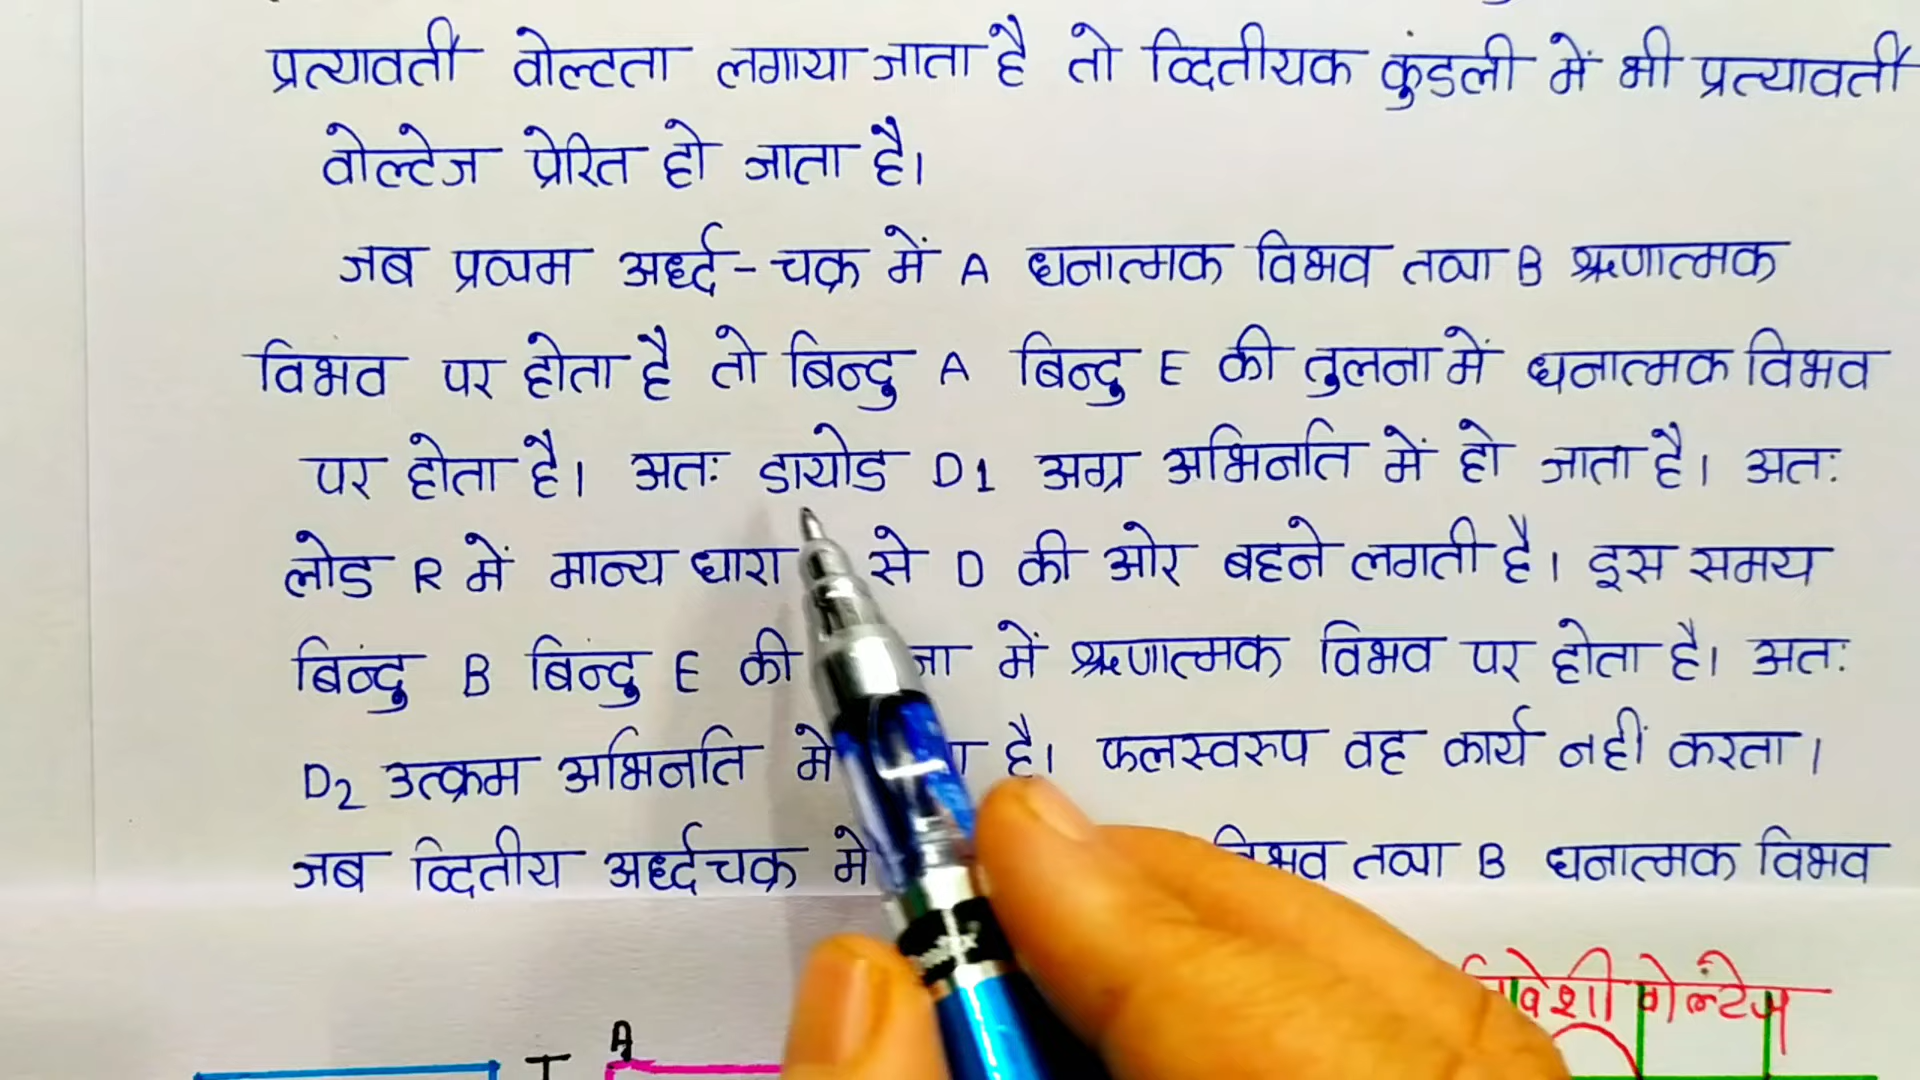 प्रत्यावर्ती वोल्टता लगाया जाता है तो द्वितीयक कुंडली में भी प्रत्यावर्ती
वोल्टेज प्रेरित हो जाता है।
जब प्रथम अर्ध्द-चक्र में A धनात्मक विभव तथा B ऋणात्मक
विभव पर होता है तो बिन्दु A बिन्दु E की तुलना में धनात्मक विभव
पर होता है। अतः डायोड D1 अग्र अभिनति में हो जाता है। अतः
लोड R में मान्य धारा से D की ओर बहने लगती है। इस समय
बिंन्दु B बिन्दु E की में ऋणात्मक विभव पर होता है। अतः
D2 उत्क्रम अभिनति है। फलस्वरुप वह कार्य नहीं करता।
जब द्वितीय अर्ध्दचक्र विभव तथा B धनात्मक विभव
वोल्टेज
T A